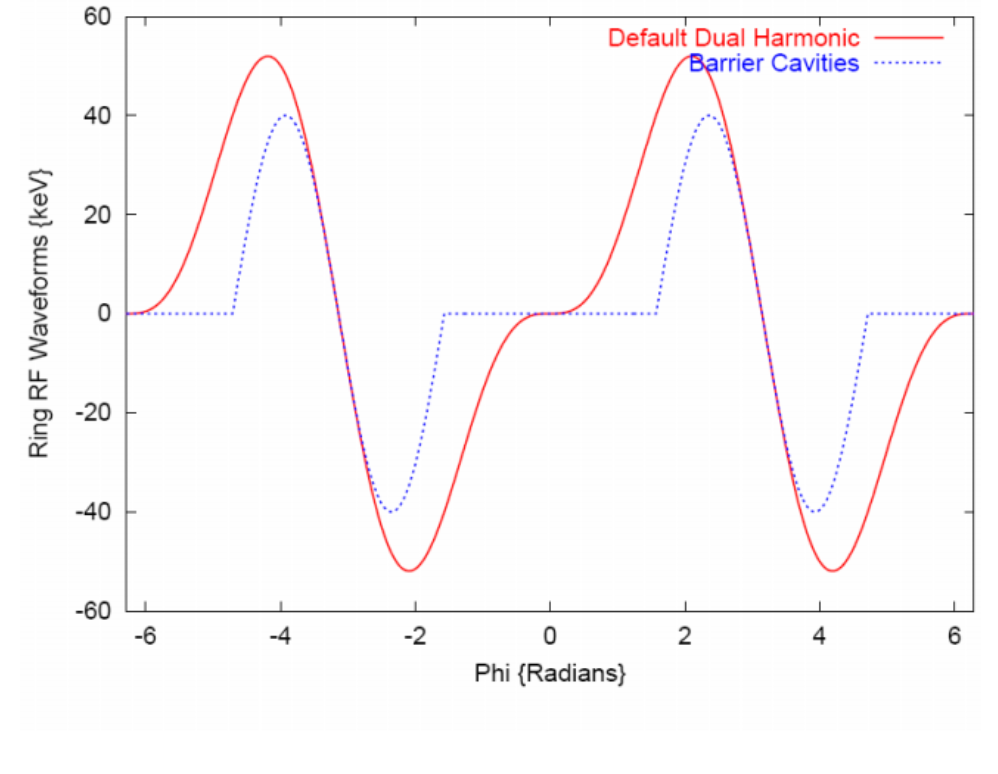 60
40
20
0
-20
-40
-60
Ring RF Waveforms {keV}
Default Dual Harmonic
Barrier Cavities
-6 -4 -2 0 2 4 6
Phi {Radians}